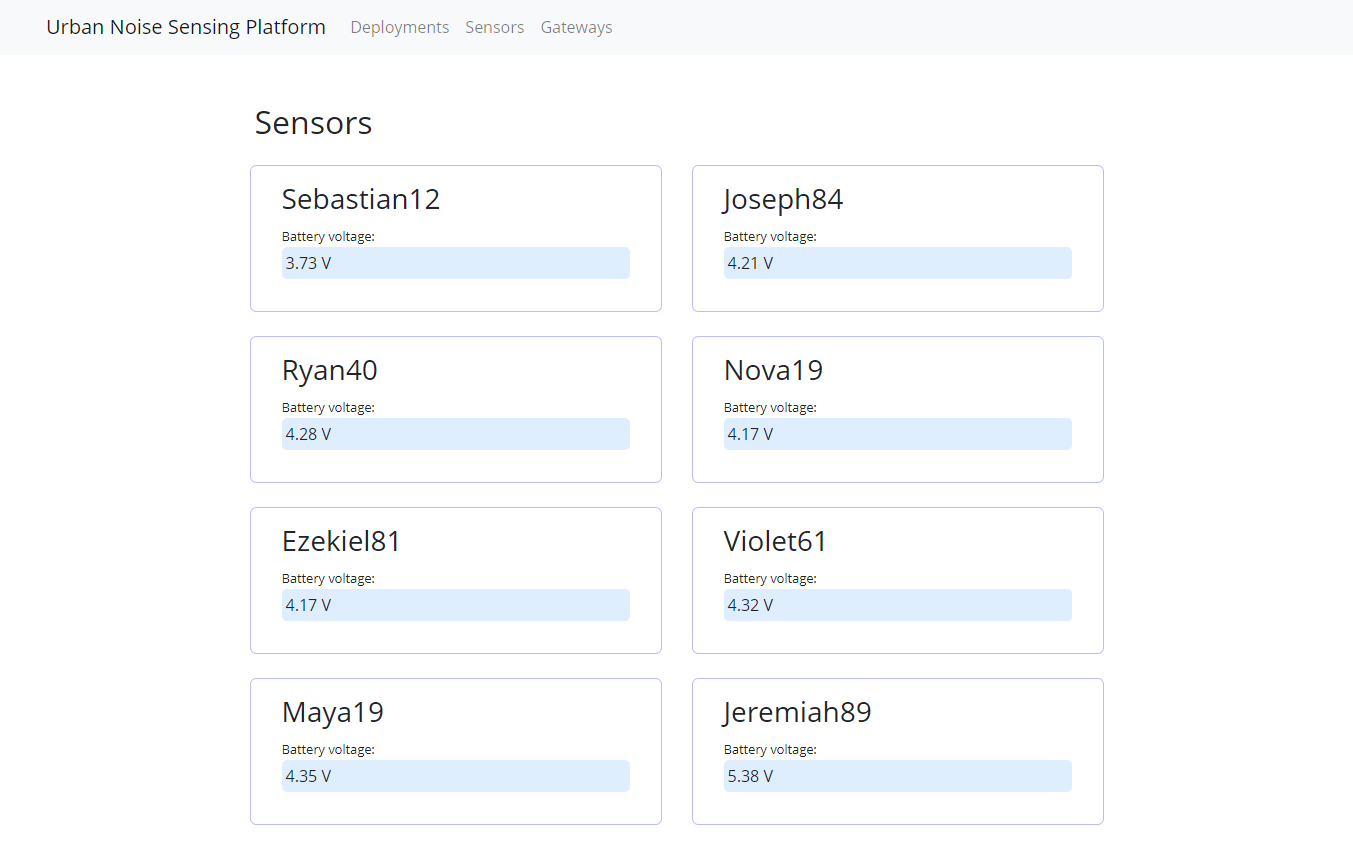 Urban Noise Sensing Platform Deployments Sensors Gateways
Sensors
Sebastian12
Battery voltage:
3.73 V
Joseph84
Battery voltage:
4.21 V
Ryan40
Battery voltage:
4.28 V
Nova19
Battery voltage:
4.17 V
Ezekiel81
Battery voltage:
4.17 V
Violet61
Battery voltage:
4.32 V
Maya19
Battery voltage:
4.35 V
Jeremiah89
Battery voltage:
5.38 V